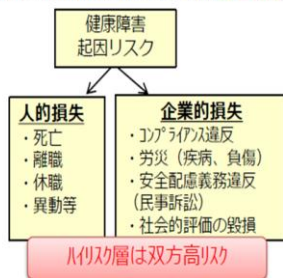 健康障害
起因リスク
人的損失
・死亡
・離職
・休職
・異動等
企業的損失
・コンプライアンス違反
・労災（疾病、負傷）
・安全配慮義務違反
（民事訴訟）
・社会的評価の毀損
ハイリスク層は双方高リスク